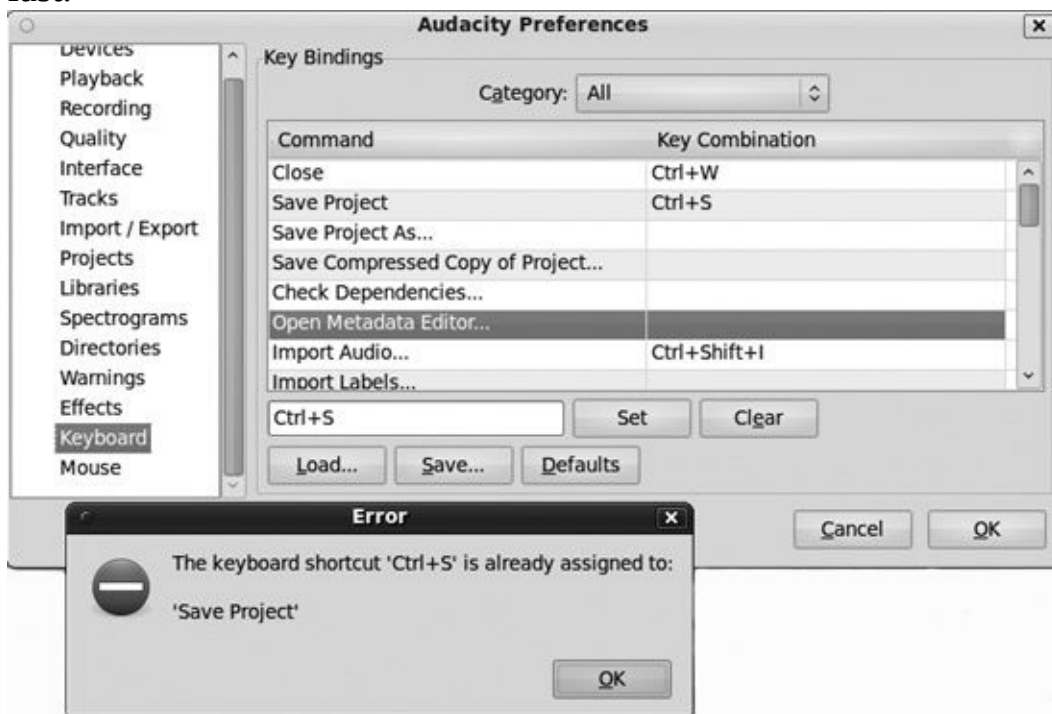 Audacity Preferences
Devices
Playback
Recording
Quality
Interface
Tracks
Import / Export
Projects
Libraries
Spectrograms
Directories
Warnings
Effects
Keyboard
Mouse
Key Bindings
Category: All
Command Key Combination
Close Ctrl+W
Save Project Ctrl+S
Save Project As...
Save Compressed Copy of Project...
Check Dependencies...
Open Metadata Editor...
Import Audio... Ctrl+Shift+I
Import Labels...
Ctrl+S Set Clear
Load... Save... Defaults
Cancel OK
Error
The keyboard shortcut 'Ctrl+S' is already assigned to:
'Save Project'
OK